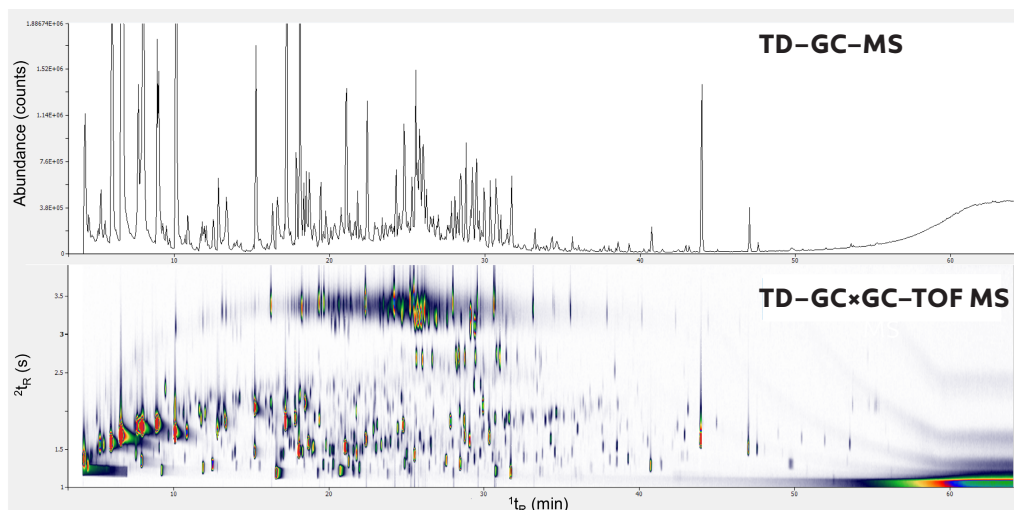 TD–GC–MS
Abundance (counts)
1.88674E+06
1.52E+06
1.14E+06
7.6E+05
3.8E+05
0
10 20 30 40 50 60
TD–GC×GC–TOF MS
²tR (s)
3.5
3
2.5
2
1.5
1
10 20 30 40 50 60
¹tR (min)